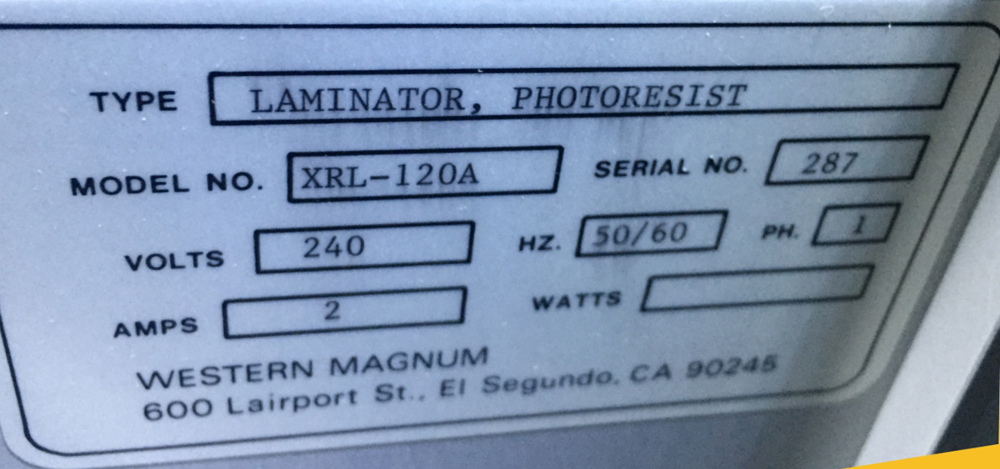 TYPE LAMINATOR, PHOTORESIST
MODEL NO. XRL-120A SERIAL NO. 287
VOLTS 240 HZ. 50/60 PH. 1
AMPS 2 WATTS
WESTERN MAGNUM
600 Lairport St., El Segundo, CA 90245